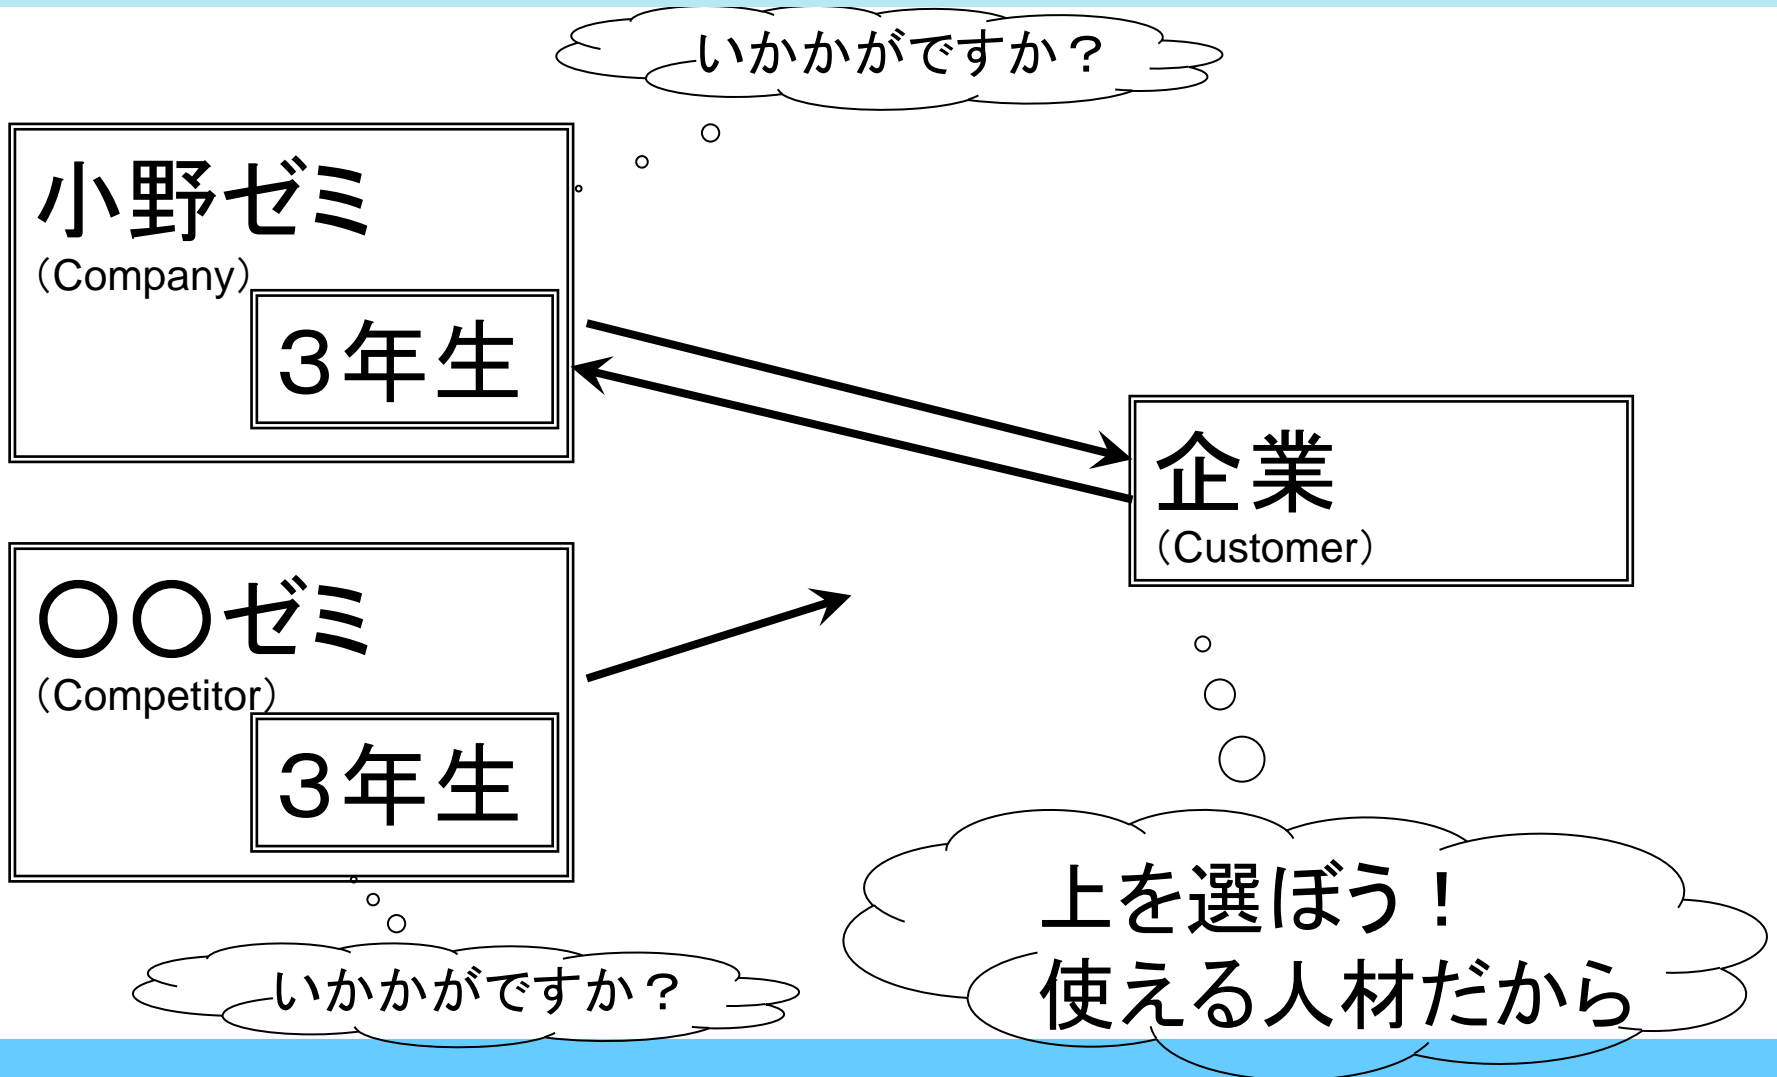 いかかがですか？
小野ゼミ
（Company）
３年生
企業
（Customer）
○○ゼミ
（Competitor）
３年生
上を選ぼう！
使える人材だから
いかかがですか？